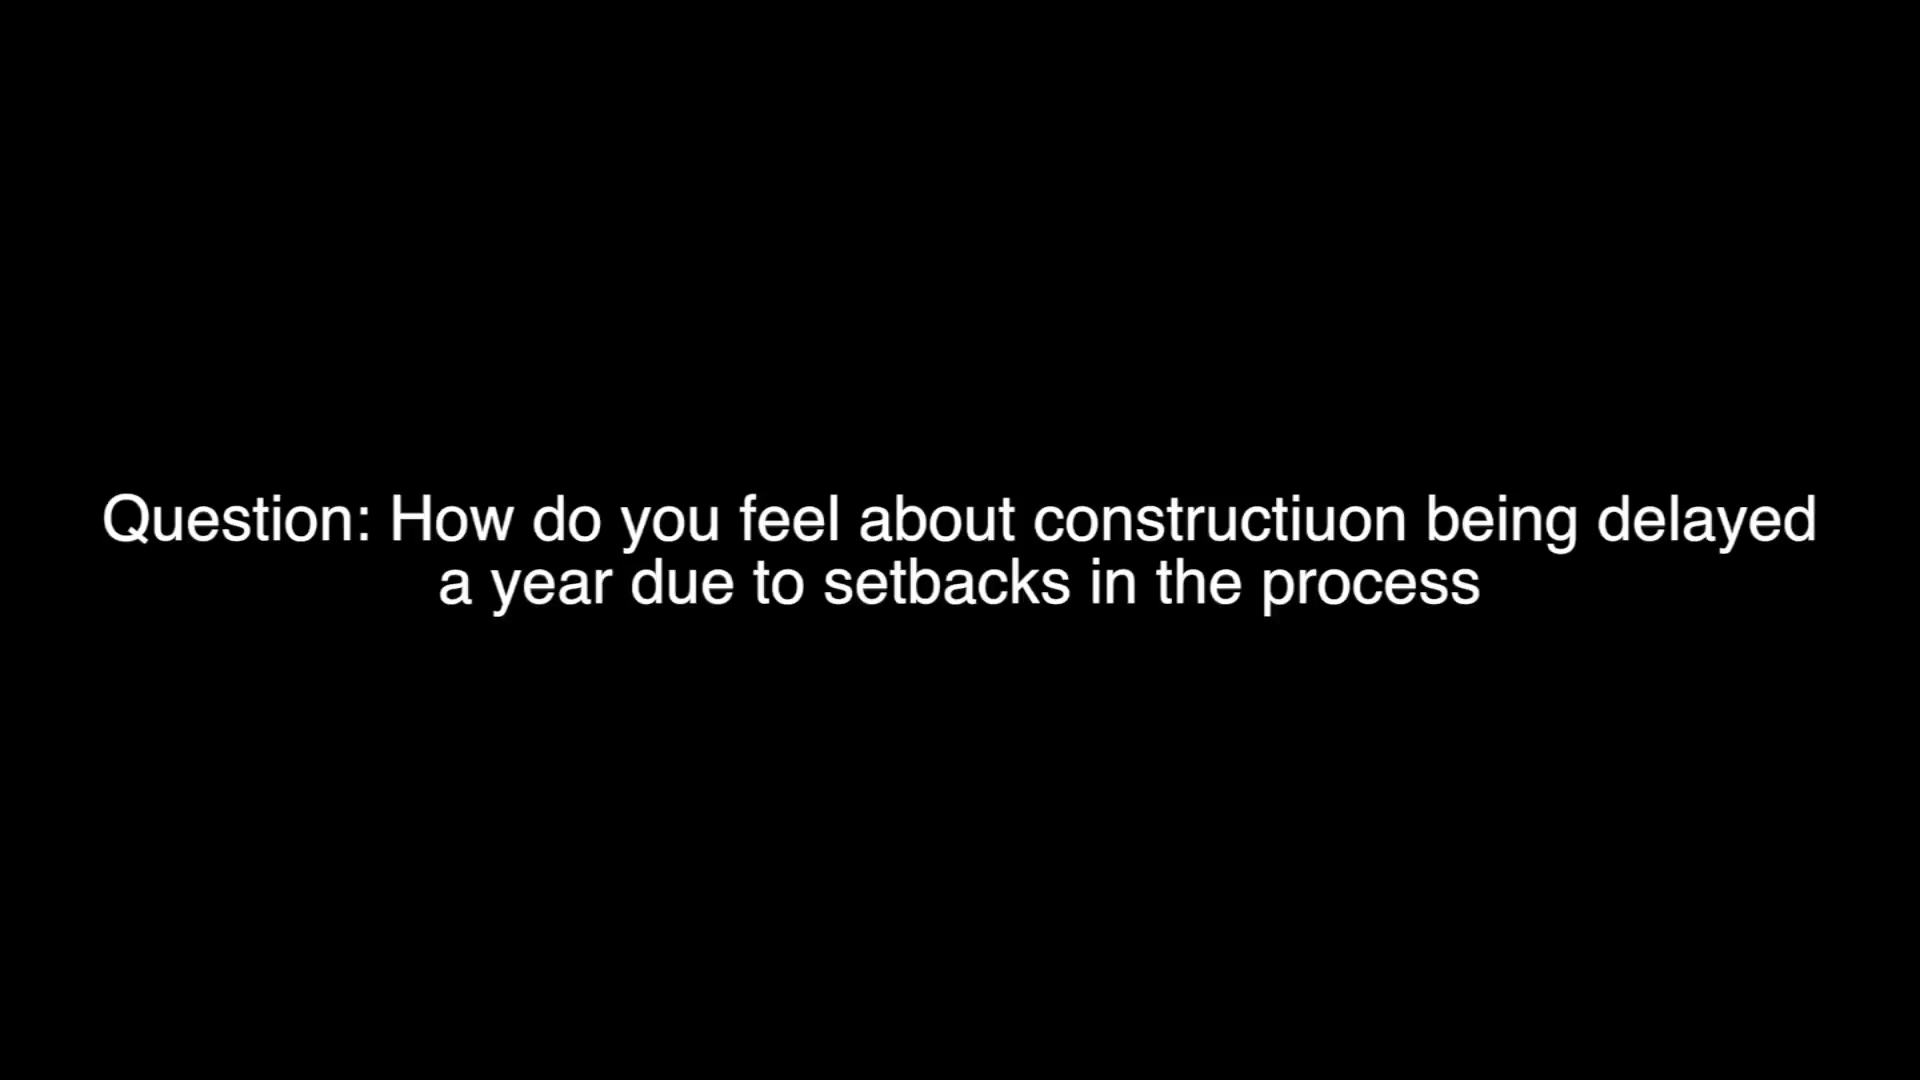 Question: How do you feel about constructiuon being delayed
a year due to setbacks in the process